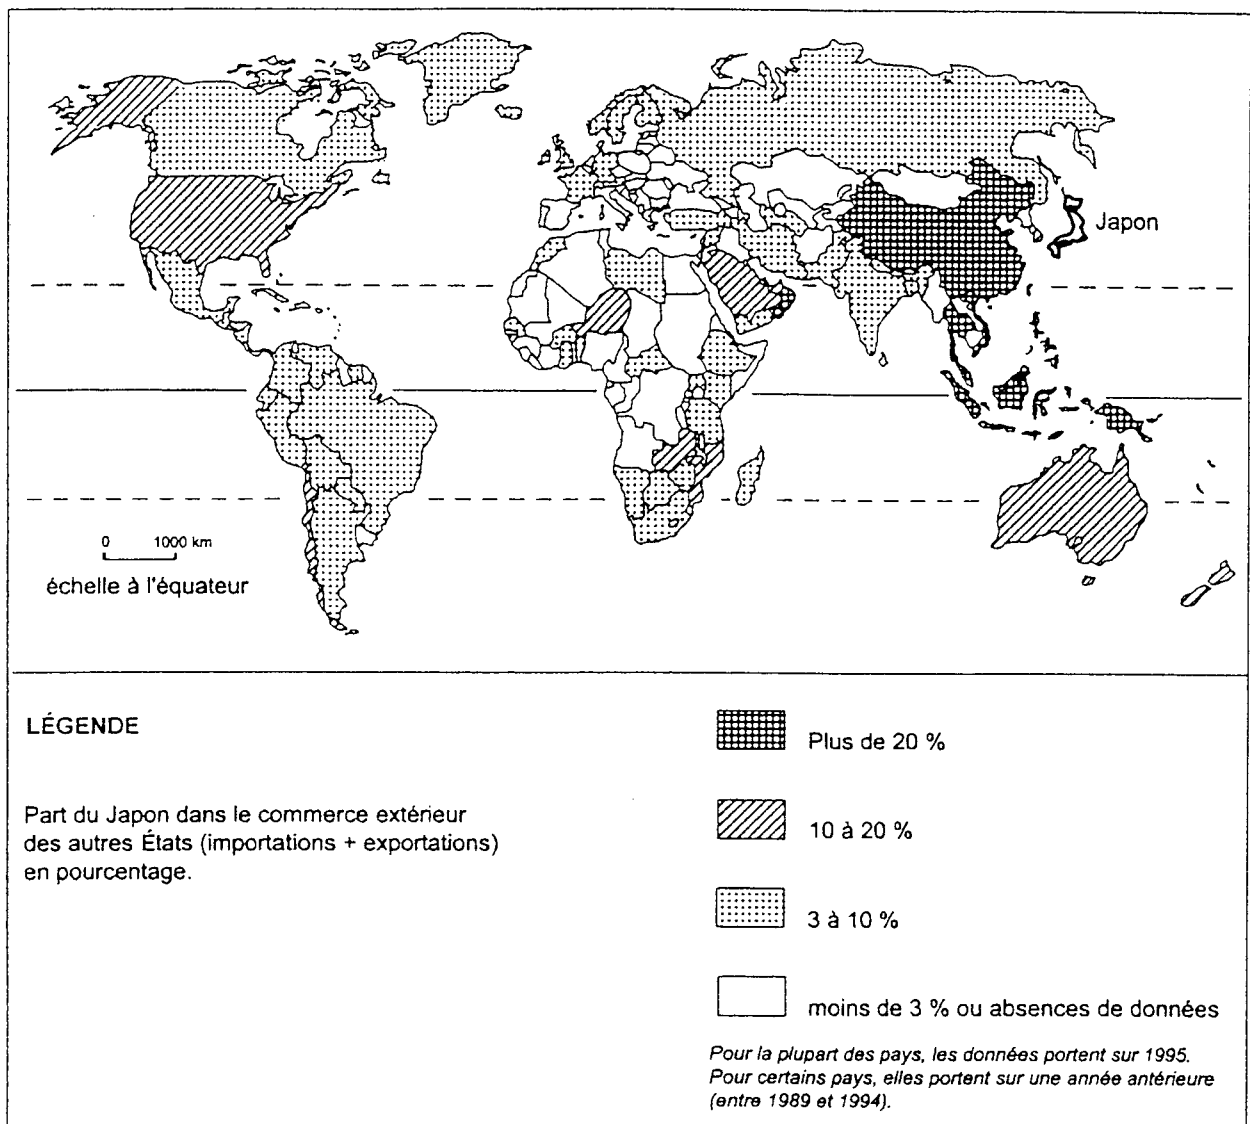 Japon
0 1000 km
échelle à l'équateur
LÉGENDE
Part du Japon dans le commerce extérieur
des autres États (importations + exportations)
en pourcentage.
Plus de 20 %
10 à 20 %
3 à 10 %
moins de 3 % ou absences de données
Pour la plupart des pays, les données portent sur 1995.
Pour certains pays, elles portent sur une année antérieure
(entre 1989 et 1994).